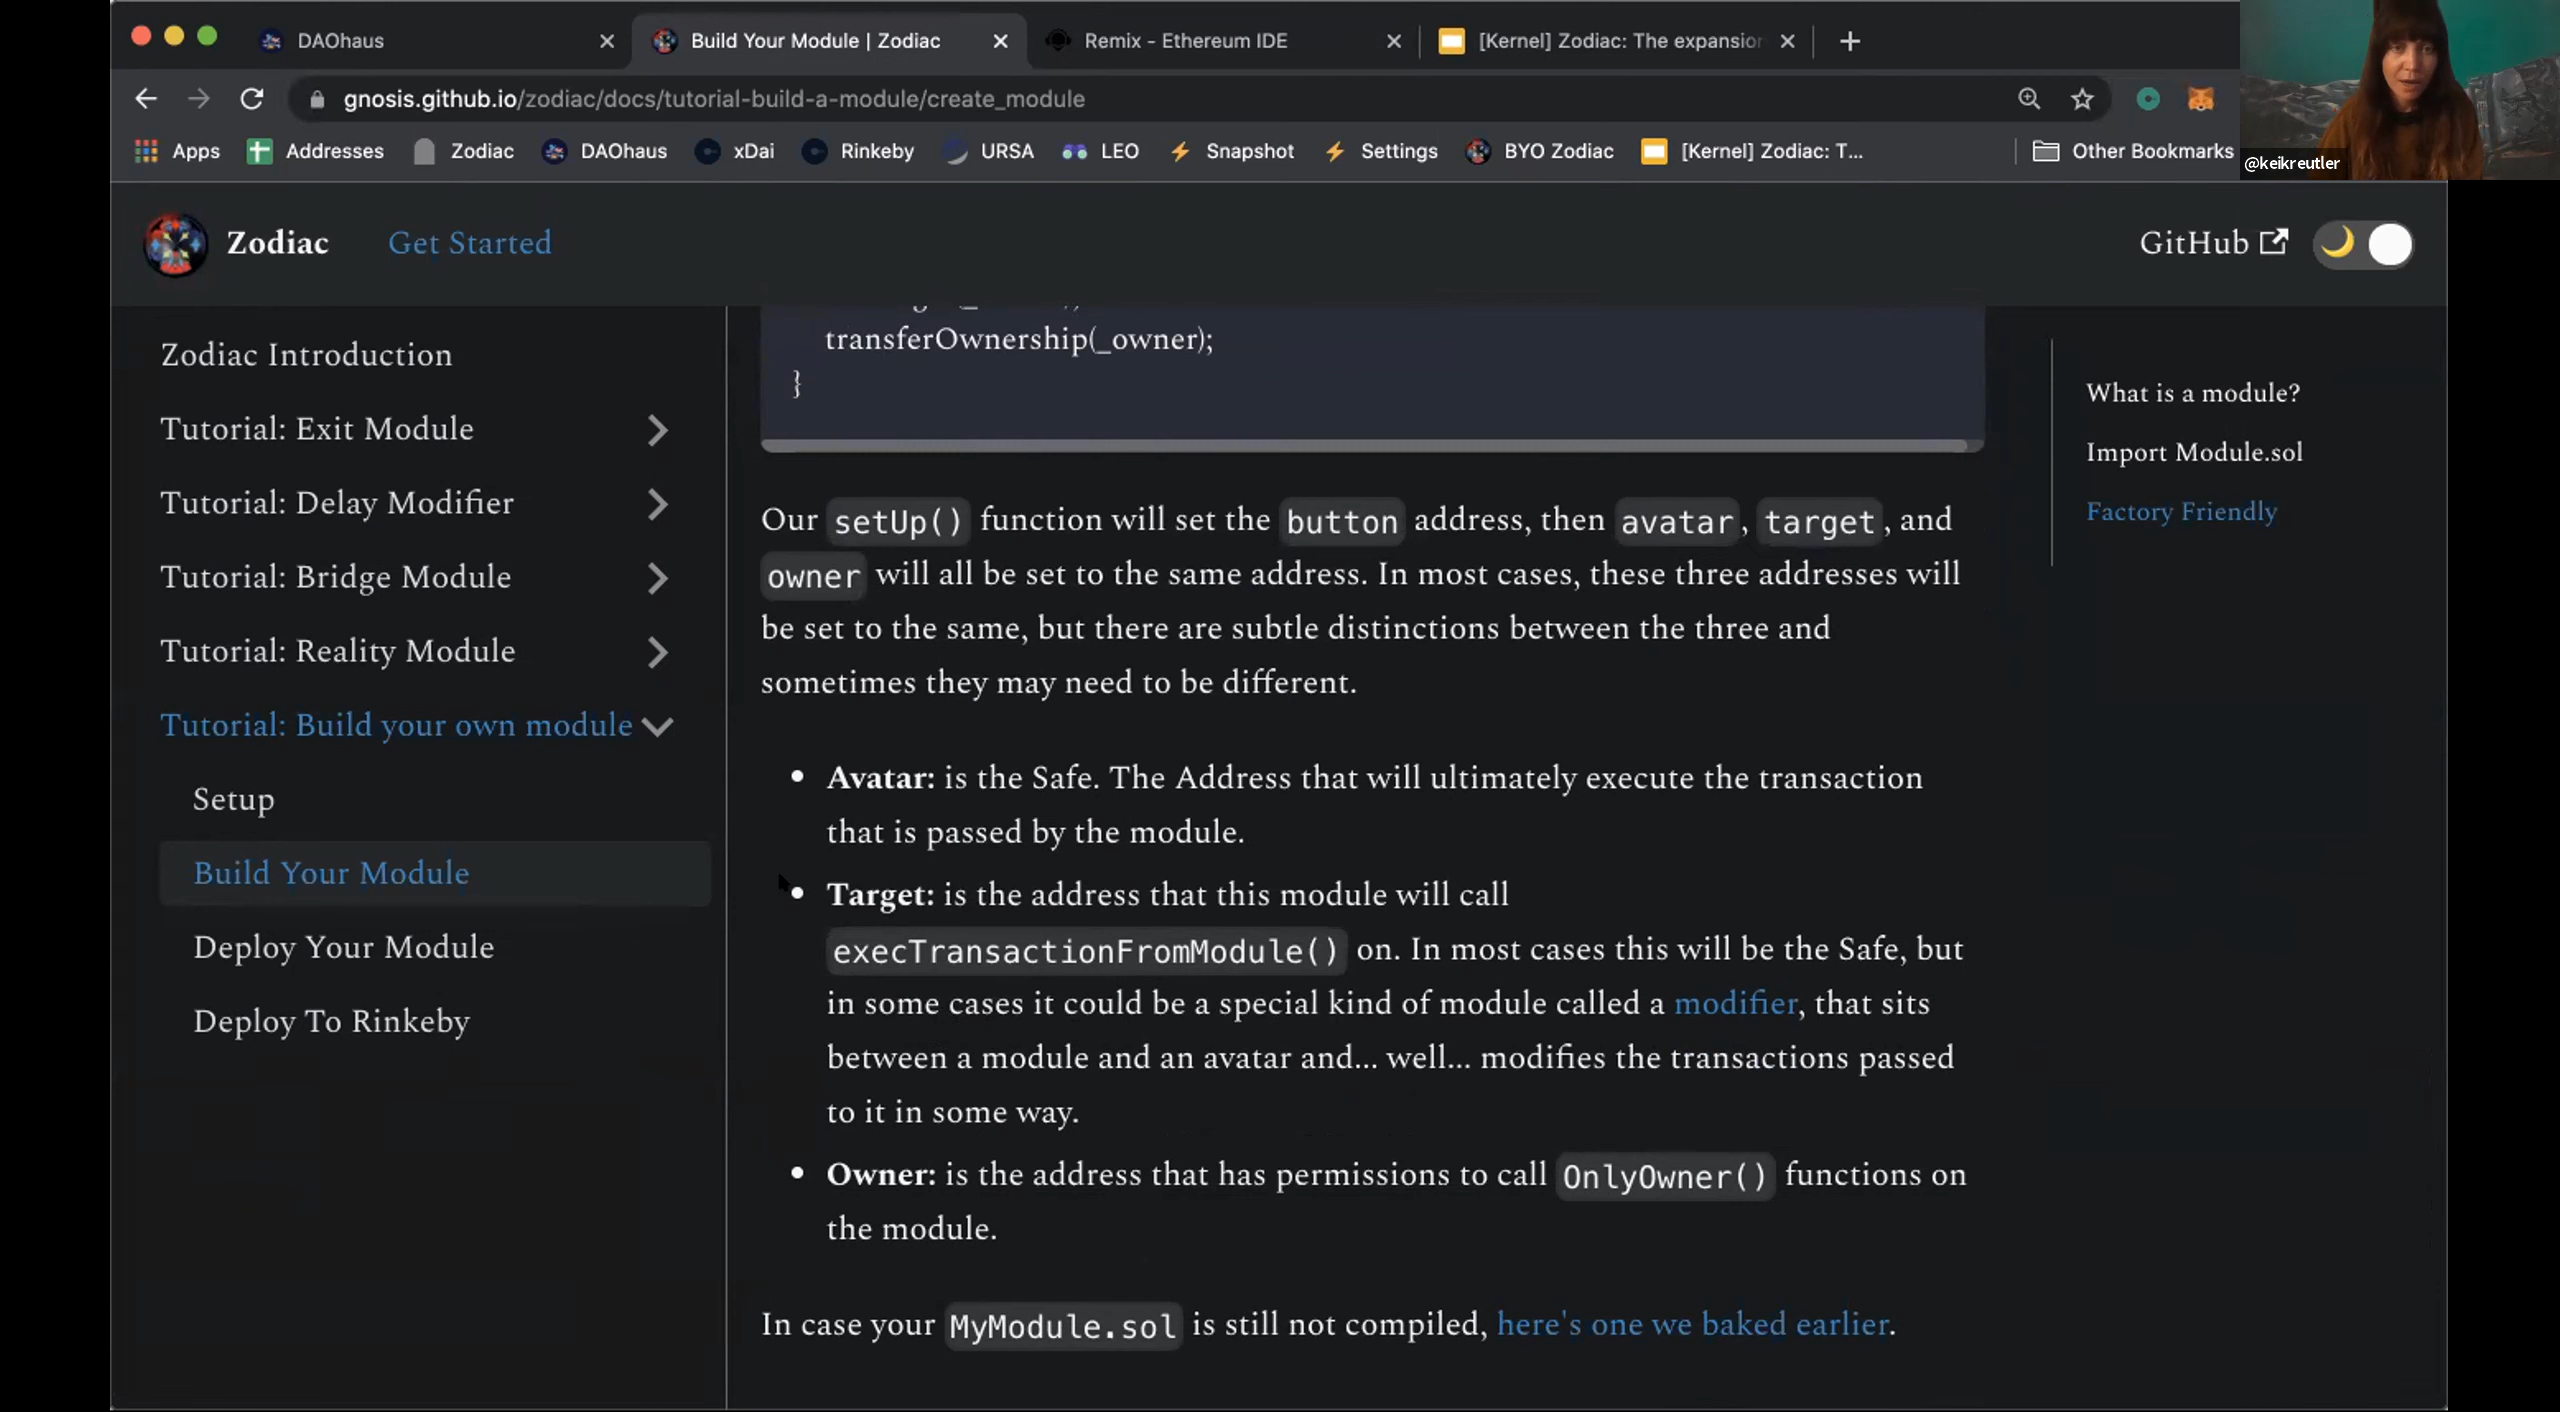 DAOhaus
Build Your Module | Zodiac
Remix - Ethereum IDE
[Kernel] Zodiac: The expansion
gnosis.github.io/zodiac/docs/tutorial-build-a-module/create_module
Apps
Addresses
Zodiac
DAOhaus
xDai
Rinkeby
URSA
LEO
Snapshot
Settings
BYO Zodiac
[Kernel] Zodiac: T...
Other Bookmarks
@keikreutler
Zodiac
Get Started
GitHub
Zodiac Introduction
Tutorial: Exit Module
Tutorial: Delay Modifier
Tutorial: Bridge Module
Tutorial: Reality Module
Tutorial: Build your own module
Setup
Build Your Module
Deploy Your Module
Deploy To Rinkeby
transferOwnership(_owner);
}
Our setUp() function will set the button address, then avatar, target, and
owner will all be set to the same address. In most cases, these three addresses will
be set to the same, but there are subtle distinctions between the three and
sometimes they may need to be different.
• Avatar: is the Safe. The Address that will ultimately execute the transaction
that is passed by the module.
• Target: is the address that this module will call
execTransactionFromModule() on. In most cases this will be the Safe, but
in some cases it could be a special kind of module called a modifier, that sits
between a module and an avatar and... well... modifies the transactions passed
to it in some way.
• Owner: is the address that has permissions to call OnlyOwner() functions on
the module.
In case your MyModule.sol is still not compiled, here's one we baked earlier.
What is a module?
Import Module.sol
Factory Friendly